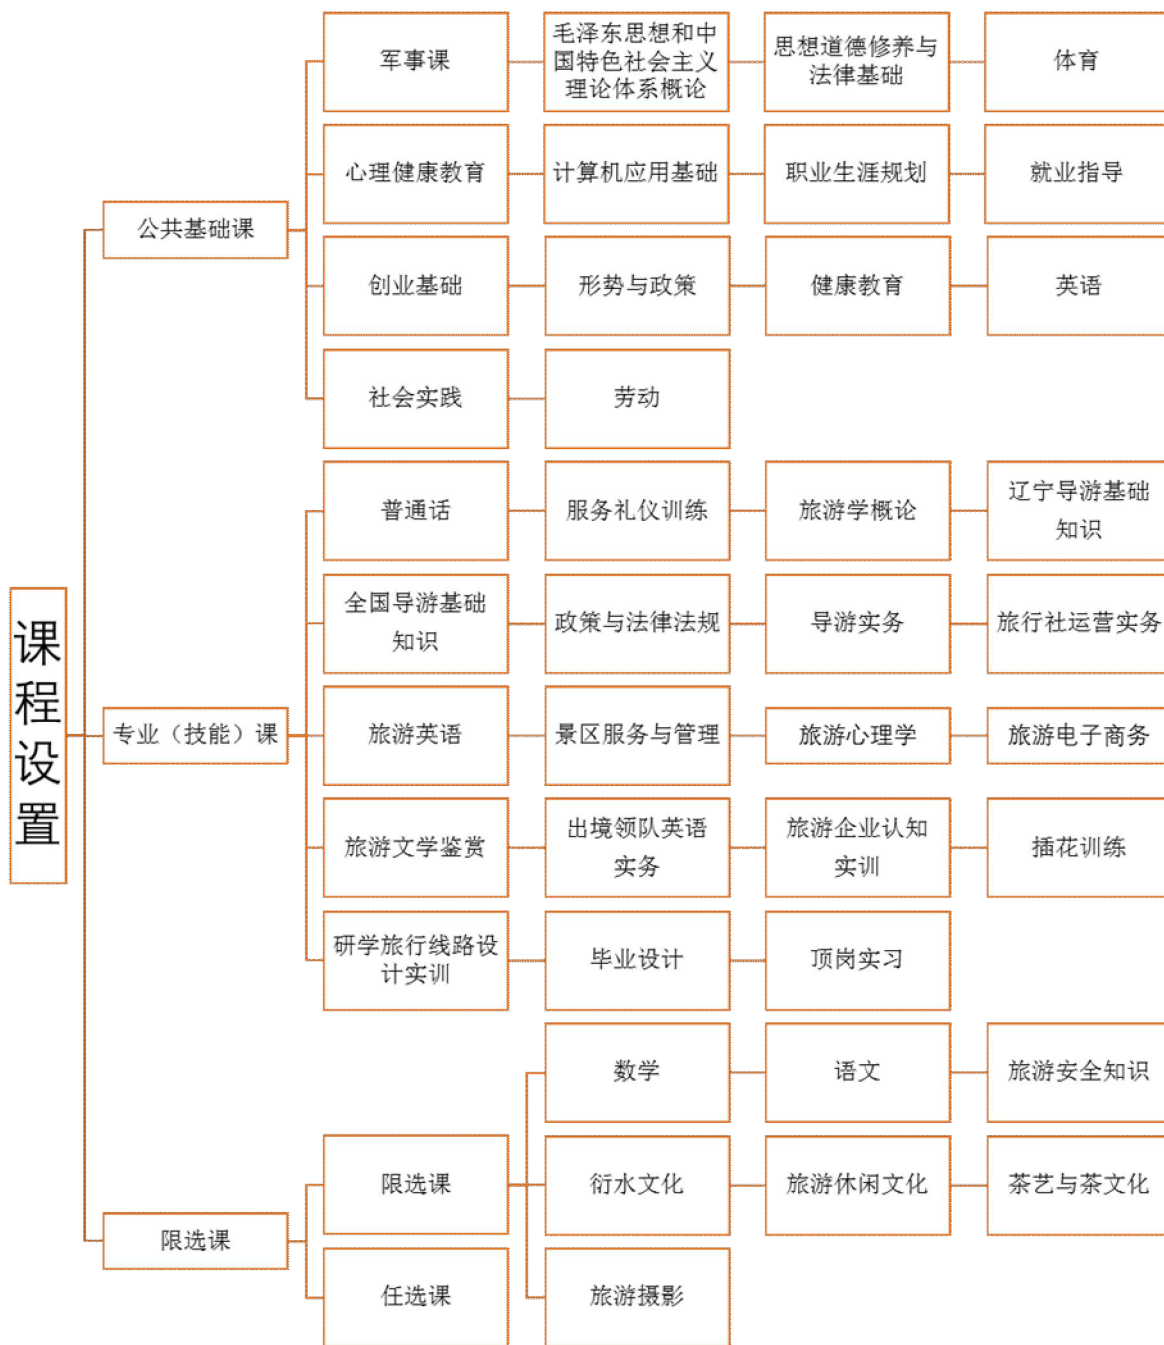 课程设置
公共基础课
军事课
毛泽东思想和中
国特色社会主义
理论体系概论
思想道德修养与
法律基础
体育
心理健康教育
计算机应用基础
职业生涯规划
就业指导
创业基础
形势与政策
健康教育
英语
社会实践
劳动
专业（技能）课
普通话
服务礼仪训练
旅游学概论
辽宁导游基础
知识
全国导游基础
知识
政策与法律法规
导游实务
旅行社运营实务
旅游英语
景区服务与管理
旅游心理学
旅游电子商务
旅游文学鉴赏
出境领队英语
实务
旅游企业认知
实训
插花训练
研学旅行线路设
计实训
毕业设计
顶岗实习
限选课
限选课
数学
语文
旅游安全知识
衍水文化
旅游休闲文化
茶艺与茶文化
旅游摄影
任选课